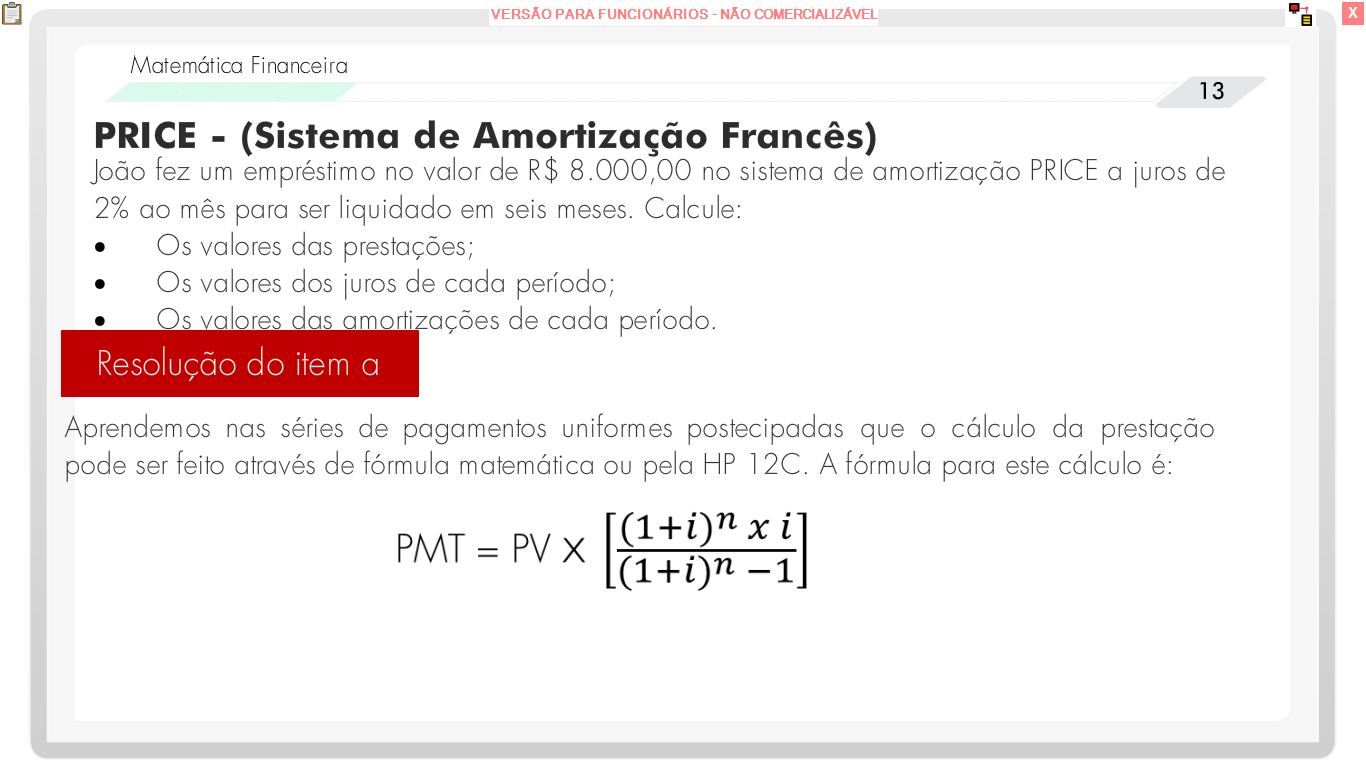 VERSÃO PARA FUNCIONÁRIOS - NÃO COMERCIALIZÁVEL
X
Matemática Financeira
13
PRICE - (Sistema de Amortização Francês)
João fez um empréstimo no valor de R$ 8.000,00 no sistema de amortização PRICE a juros de
2% ao mês para ser liquidado em seis meses. Calcule:
• Os valores das prestações;
• Os valores dos juros de cada período;
• Os valores das amortizações de cada período.
Resolução do item a
Aprendemos nas séries de pagamentos uniformes postecipadas que o cálculo da prestação
pode ser feito através de fórmula matemática ou pela HP 12C. A fórmula para este cálculo é:
PMT = PV X [(1+i)^n x i / (1+i)^n −1]